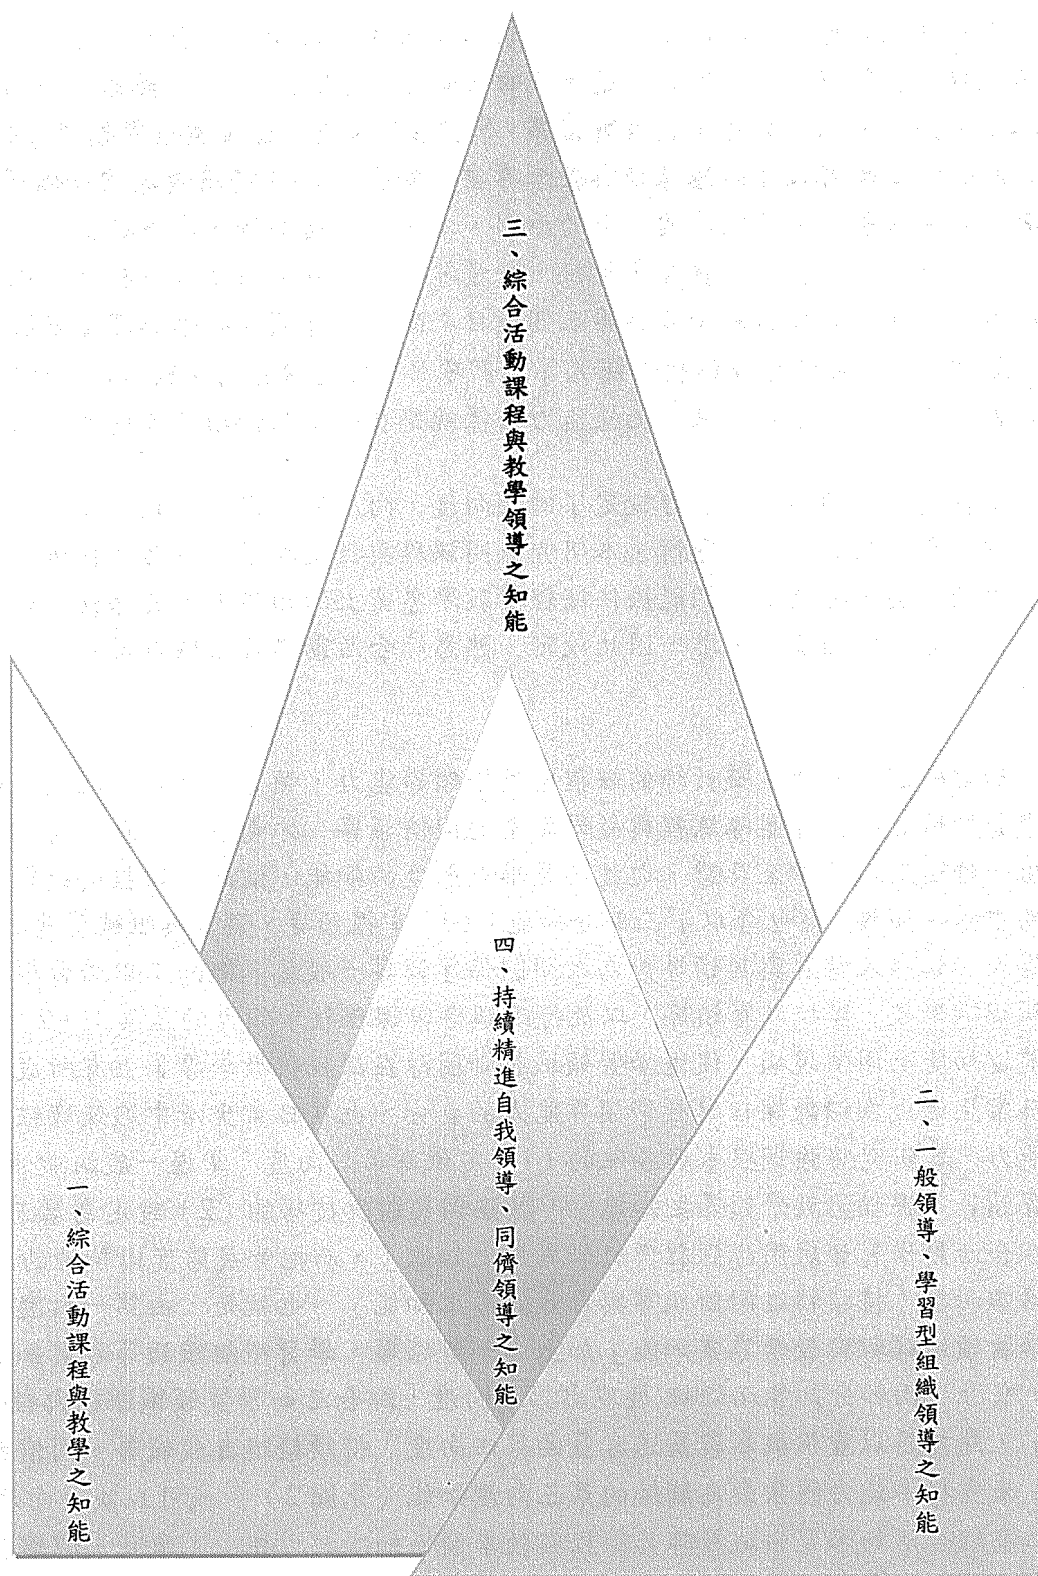 三、綜合活動課程與教學領導之知能
四、持續精進自我領導、同儕領導之知能
二、一般領導、學習型組織領導之知能
一、綜合活動課程與教學之知能